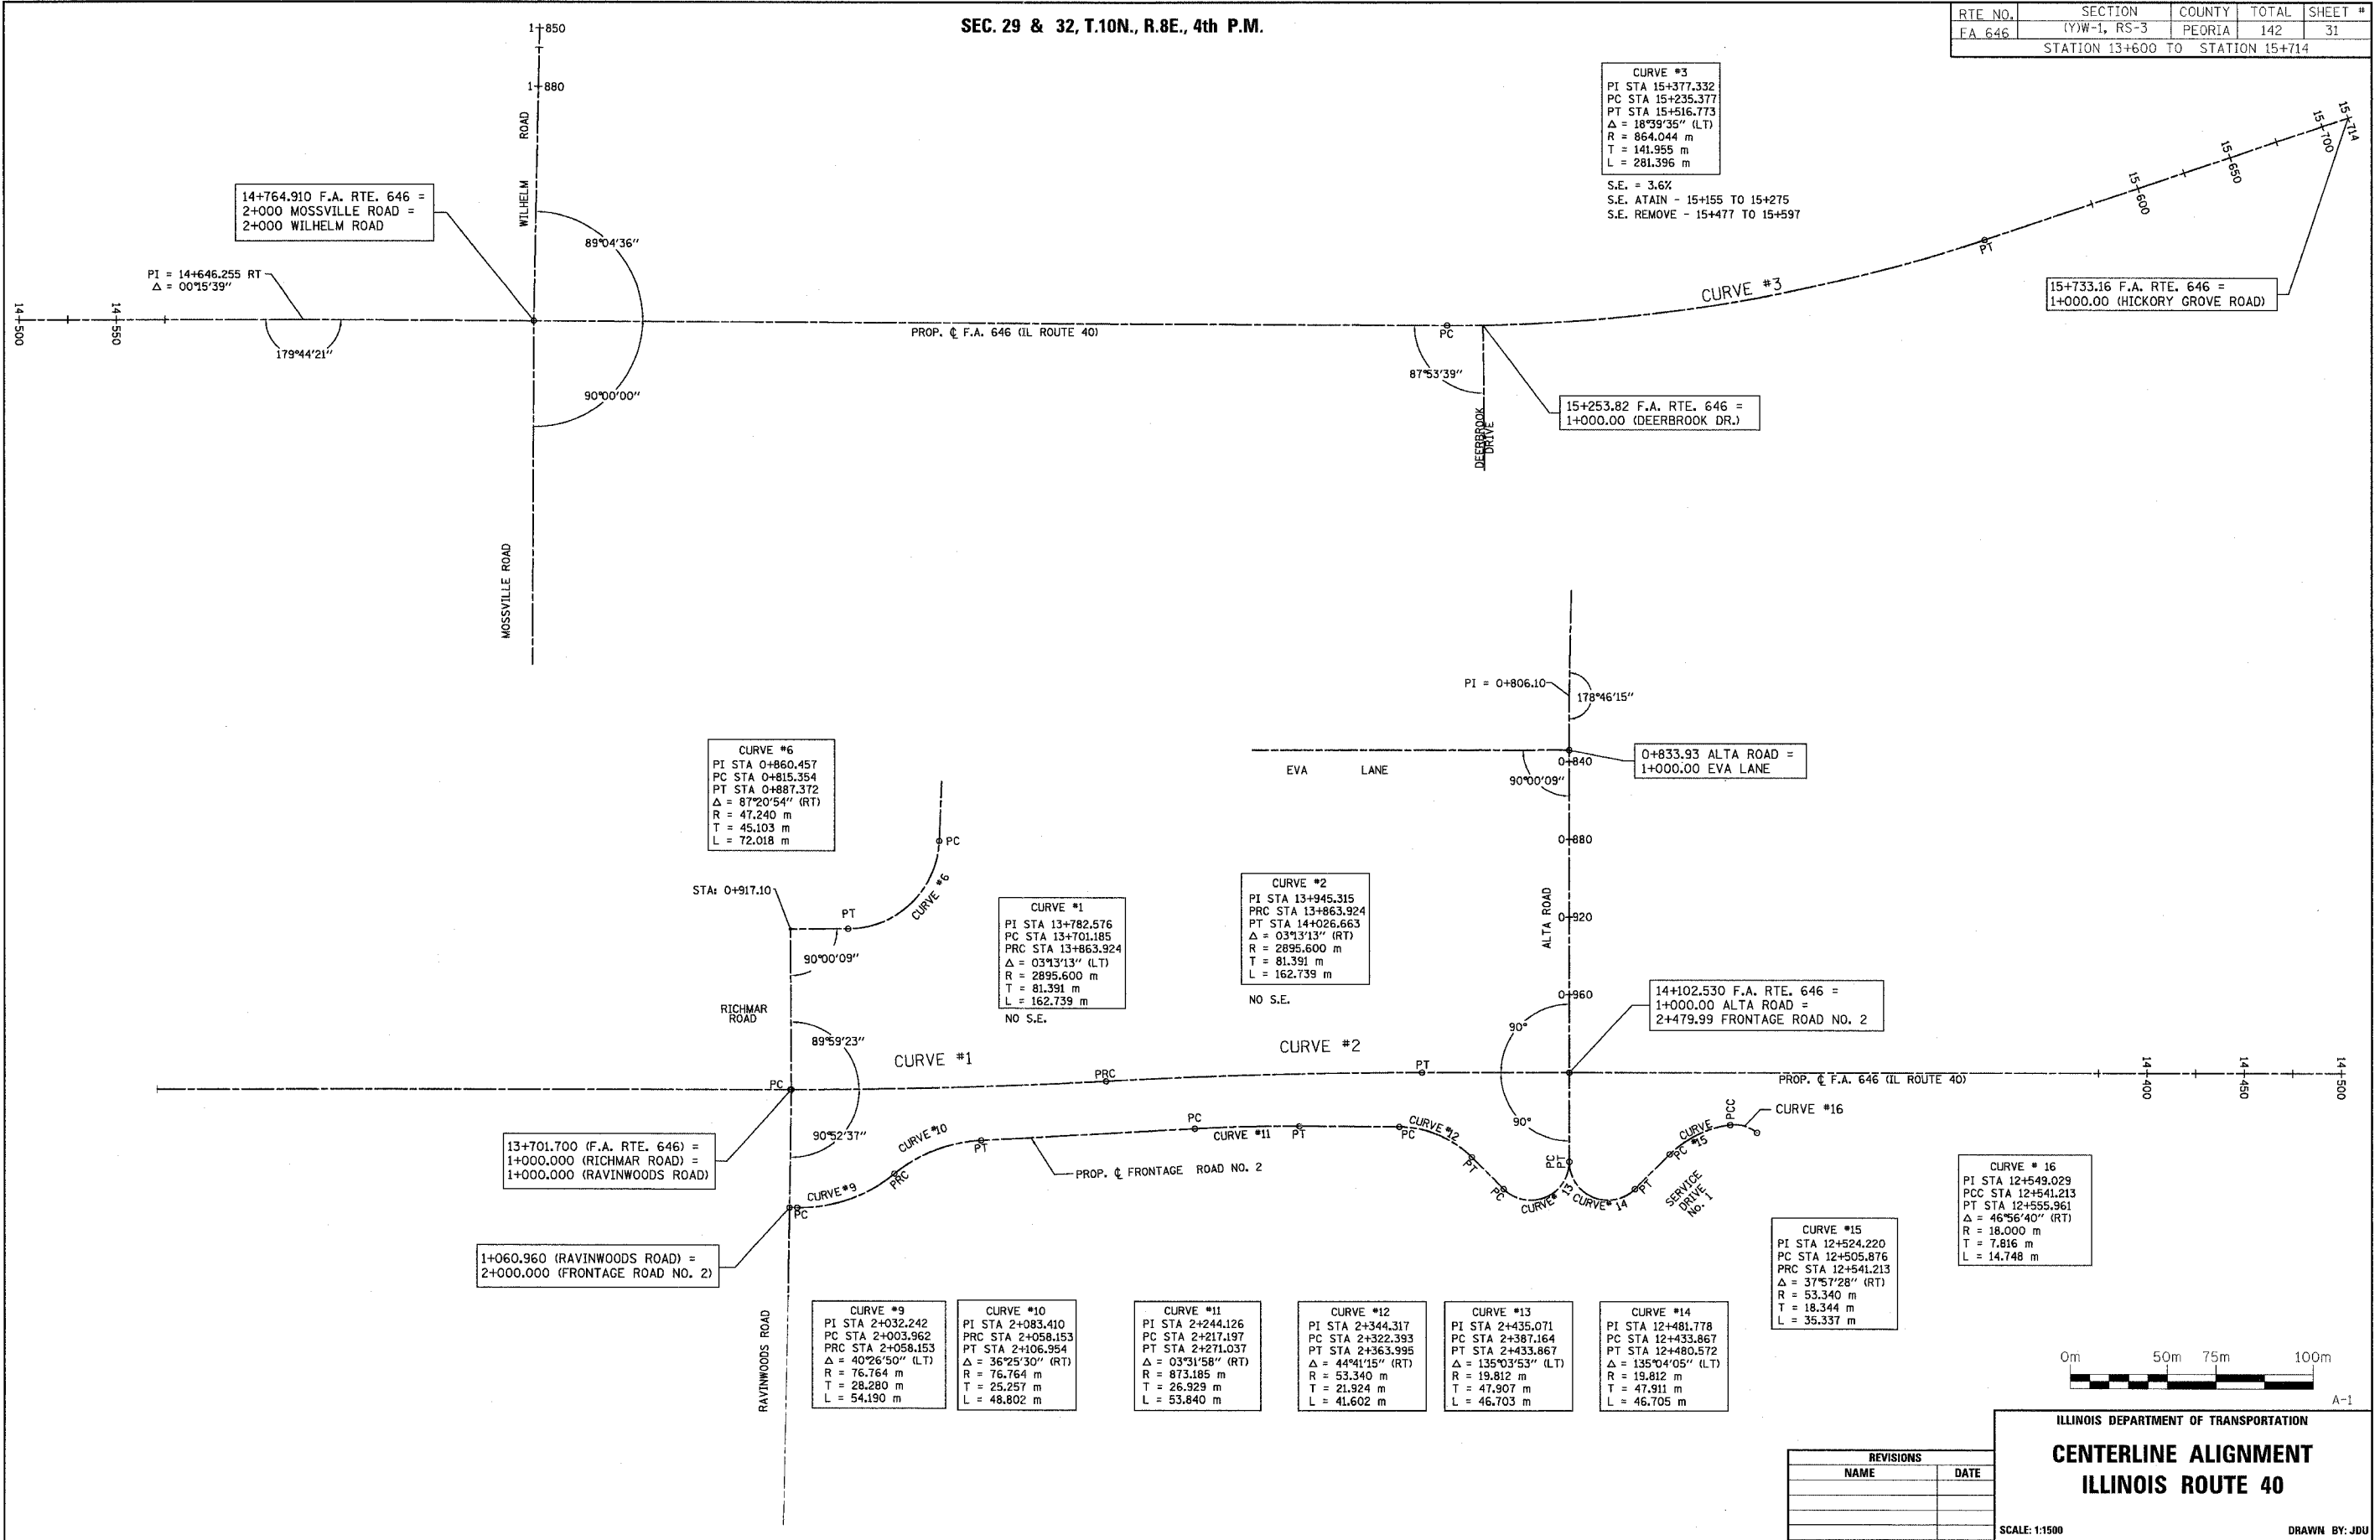 SEC. 29 & 32, T.10N., R.8E., 4th P.M.
RTE NO. SECTION COUNTY TOTAL SHEET #
FA 646 (Y)W-1, RS-3 PEORIA 142 31
STATION 13+600 TO STATION 15+714
1+850
1+880
WILHELM ROAD
14+764.910 F.A. RTE. 646 =
2+000 MOSSVILLE ROAD =
2+000 WILHELM ROAD
PI = 14+646.255 RT
Δ = 00°15'39"
14+500
14+550
179°44'21"
89°04'36"
90°00'00"
MOSSVILLE ROAD
PROP. ℄ F.A. 646 (IL ROUTE 40)
CURVE #3
PI STA 15+377.332
PC STA 15+235.377
PT STA 15+516.773
Δ = 18°39'35" (LT)
R = 864.044 m
T = 141.955 m
L = 281.396 m
S.E. = 3.6%
S.E. ATAIN - 15+155 TO 15+275
S.E. REMOVE - 15+477 TO 15+597
PC
87°53'39"
DEERBROOK
DRIVE
15+253.82 F.A. RTE. 646 =
1+000.00 (DEERBROOK DR.)
CURVE #3
PT
15+600
15+650
15+700
15+714
15+733.16 F.A. RTE. 646 =
1+000.00 (HICKORY GROVE ROAD)
PI = 0+806.10
178°46'15"
EVA LANE
90°00'09"
0+833.93 ALTA ROAD =
1+000.00 EVA LANE
0+840
0+880
0+920
0+960
ALTA ROAD
CURVE #6
PI STA 0+860.457
PC STA 0+815.354
PT STA 0+887.372
Δ = 87°20'54" (RT)
R = 47.240 m
T = 45.103 m
L = 72.018 m
PC
CURVE #6
PT
STA: 0+917.10
90°00'09"
RICHMAR
ROAD
89°59'23"
CURVE #1
PI STA 13+782.576
PC STA 13+701.185
PRC STA 13+863.924
Δ = 03°13'13" (LT)
R = 2895.600 m
T = 81.391 m
L = 162.739 m
NO S.E.
CURVE #2
PI STA 13+945.315
PRC STA 13+863.924
PT STA 14+026.663
Δ = 03°13'13" (RT)
R = 2895.600 m
T = 81.391 m
L = 162.739 m
NO S.E.
14+102.530 F.A. RTE. 646 =
1+000.00 ALTA ROAD =
2+479.99 FRONTAGE ROAD NO. 2
PC
CURVE #1
PRC
CURVE #2
PT
90°
90°
PROP. ℄ F.A. 646 (IL ROUTE 40)
14+400
14+450
14+500
90°52'37"
13+701.700 (F.A. RTE. 646) =
1+000.000 (RICHMAR ROAD) =
1+000.000 (RAVINWOODS ROAD)
PC
CURVE #9
PRC
CURVE #10
PT
PROP. ℄ FRONTAGE ROAD NO. 2
PC
CURVE #11
PT
PC
CURVE #12
PT
PC
CURVE# 13
PC
PT
CURVE# 14
PT
PC
CURVE #15
PCC
CURVE #16
SERVICE
DRIVE
NO. 1
1+060.960 (RAVINWOODS ROAD) =
2+000.000 (FRONTAGE ROAD NO. 2)
RAVINWOODS ROAD
CURVE #9
PI STA 2+032.242
PC STA 2+003.962
PRC STA 2+058.153
Δ = 40°26'50" (LT)
R = 76.764 m
T = 28.280 m
L = 54.190 m
CURVE #10
PI STA 2+083.410
PRC STA 2+058.153
PT STA 2+106.954
Δ = 36°25'30" (RT)
R = 76.764 m
T = 25.257 m
L = 48.802 m
CURVE #11
PI STA 2+244.126
PC STA 2+217.197
PT STA 2+271.037
Δ = 03°31'58" (RT)
R = 873.185 m
T = 26.929 m
L = 53.840 m
CURVE #12
PI STA 2+344.317
PC STA 2+322.393
PT STA 2+363.995
Δ = 44°41'15" (RT)
R = 53.340 m
T = 21.924 m
L = 41.602 m
CURVE #13
PI STA 2+435.071
PC STA 2+387.164
PT STA 2+433.867
Δ = 135°03'53" (LT)
R = 19.812 m
T = 47.907 m
L = 46.703 m
CURVE #14
PI STA 12+481.778
PC STA 12+433.867
PT STA 12+480.572
Δ = 135°04'05" (LT)
R = 19.812 m
T = 47.911 m
L = 46.705 m
CURVE #15
PI STA 12+524.220
PC STA 12+505.876
PRC STA 12+541.213
Δ = 37°57'28" (RT)
R = 53.340 m
T = 18.344 m
L = 35.337 m
CURVE # 16
PI STA 12+549.029
PCC STA 12+541.213
PT STA 12+555.961
Δ = 46°56'40" (RT)
R = 18.000 m
T = 7.816 m
L = 14.748 m
0m 50m 75m 100m
A-1
REVISIONS
NAME DATE
ILLINOIS DEPARTMENT OF TRANSPORTATION
CENTERLINE ALIGNMENT
ILLINOIS ROUTE 40
SCALE: 1:1500
DRAWN BY: JDU